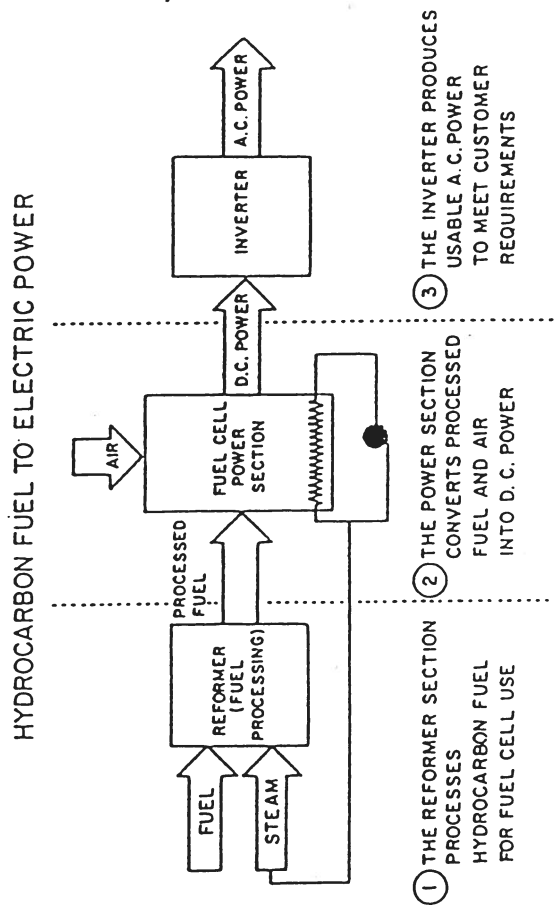 HYDROCARBON FUEL TO ELECTRIC POWER
FUEL
STEAM
REFORMER
(FUEL
PROCESSING)
PROCESSED
FUEL
AIR
FUEL CELL
POWER
SECTION
D.C. POWER
INVERTER
A.C. POWER
1 THE REFORMER SECTION
PROCESSES
HYDROCARBON FUEL
FOR FUEL CELL USE
2 THE POWER SECTION
CONVERTS PROCESSED
FUEL AND AIR
INTO D.C. POWER
3 THE INVERTER PRODUCES
USABLE A.C. POWER
TO MEET CUSTOMER
REQUIREMENTS